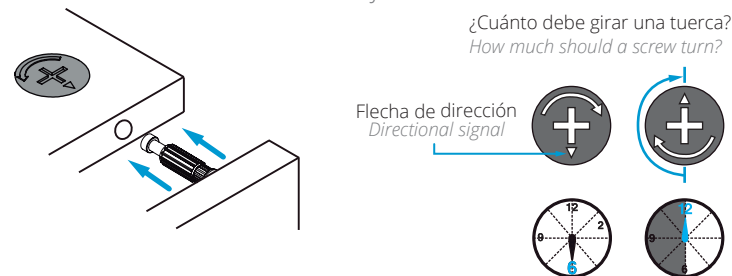 ¿Cuánto debe girar una tuerca?
How much should a screw turn?
Flecha de dirección
Directional signal
12
2
9
6
12
9
6